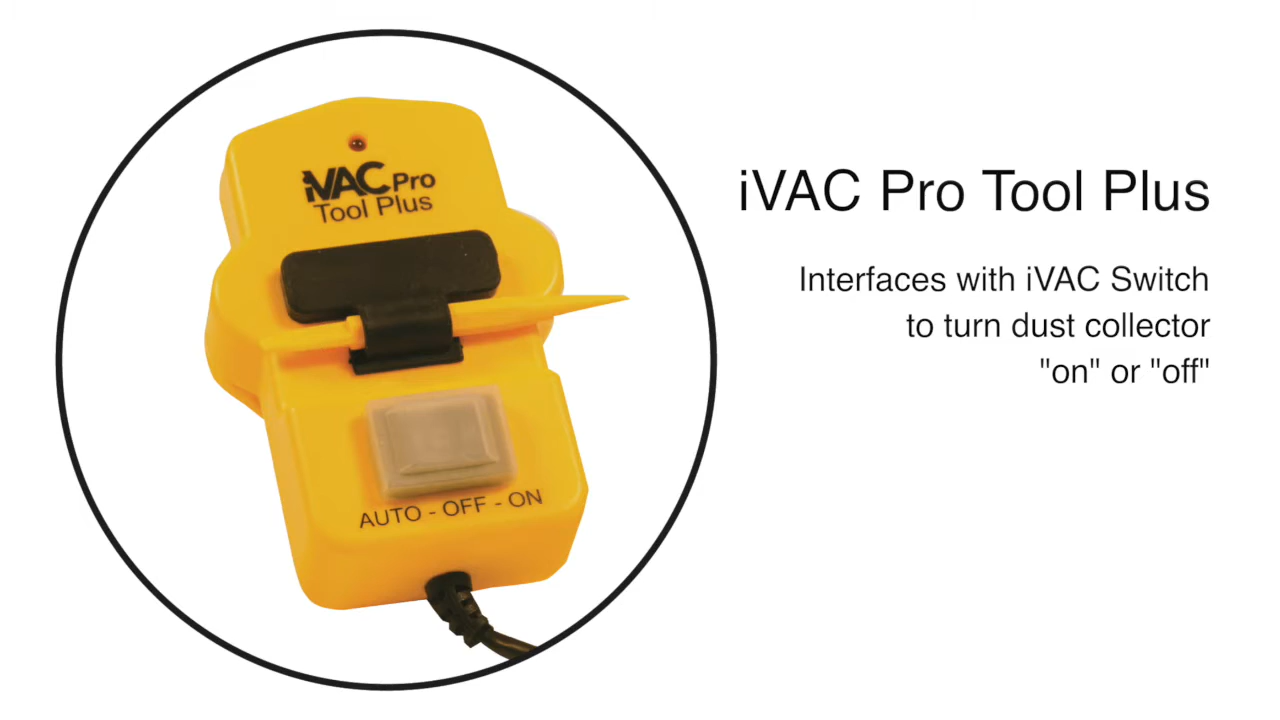 iVAC Pro
Tool Plus
AUTO - OFF - ON
iVAC Pro Tool Plus
Interfaces with iVAC Switch
to turn dust collector
"on" or "off"